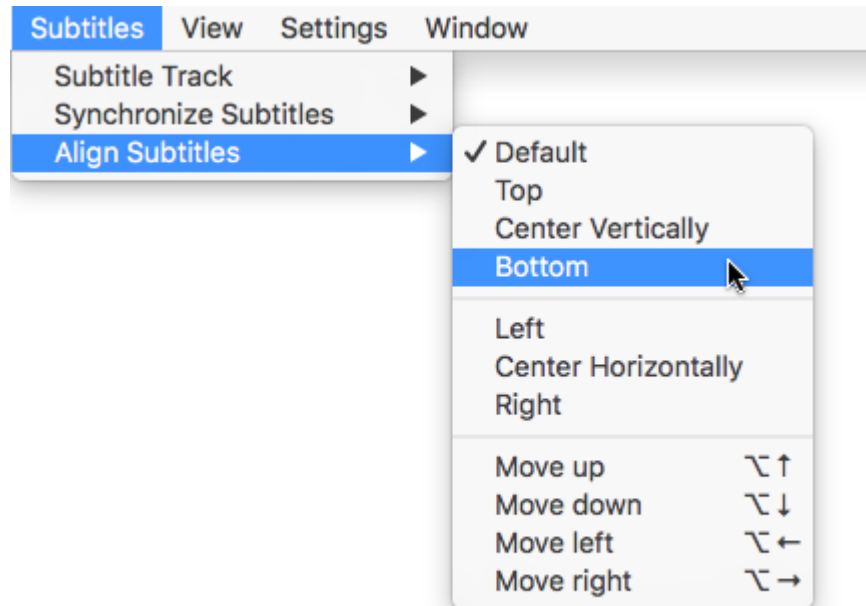 Subtitles View Settings Window
Subtitle Track ▶
Synchronize Subtitles ▶
Align Subtitles ▶
✓ Default
Top
Center Vertically
Bottom
Left
Center Horizontally
Right
Move up ⌥↑
Move down ⌥↓
Move left ⌥←
Move right ⌥→